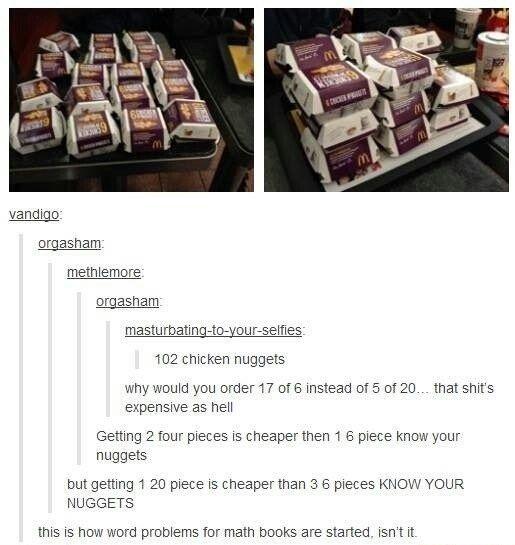 6 CHICKEN MCNUGGETS
vandigo:
orgasham:
methlemore:
orgasham:
masturbating-to-your-selfies:
102 chicken nuggets
why would you order 17 of 6 instead of 5 of 20… that shit's
expensive as hell
Getting 2 four pieces is cheaper then 1 6 piece know your
nuggets
but getting 1 20 piece is cheaper than 3 6 pieces KNOW YOUR
NUGGETS
this is how word problems for math books are started, isn't it.